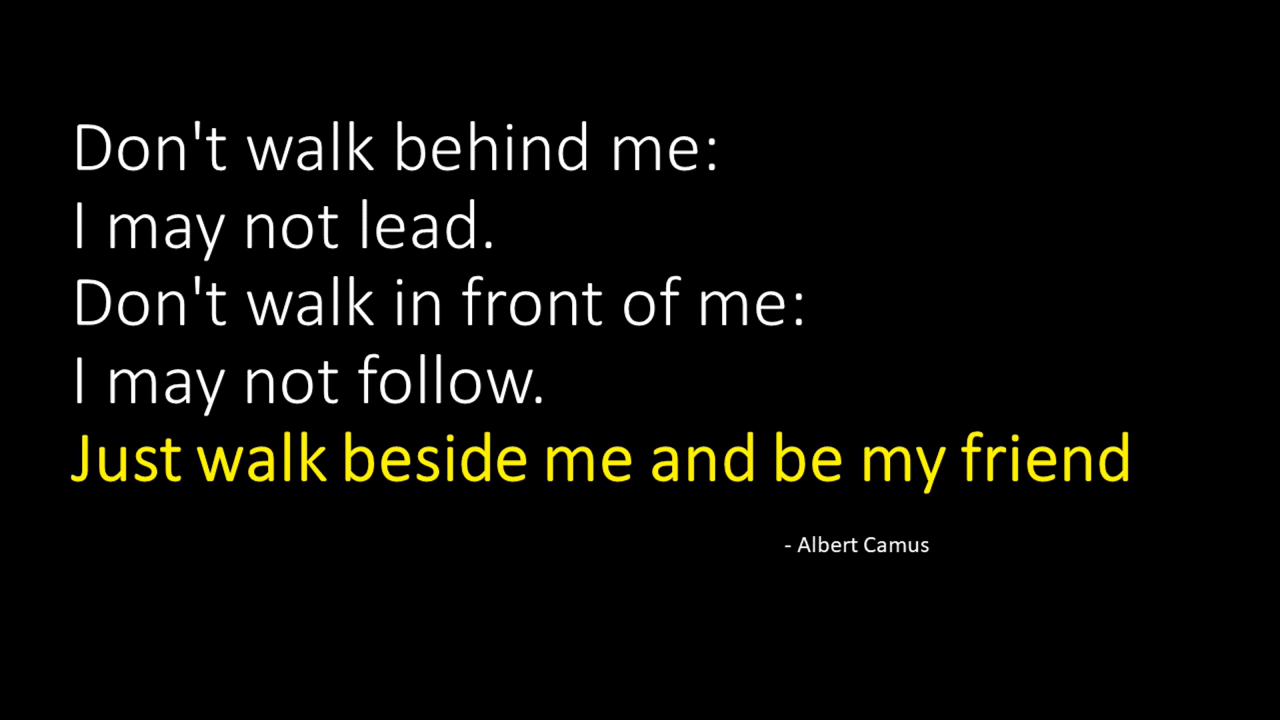 Don't walk behind me:
I may not lead.
Don't walk in front of me:
I may not follow.
Just walk beside me and be my friend
- Albert Camus